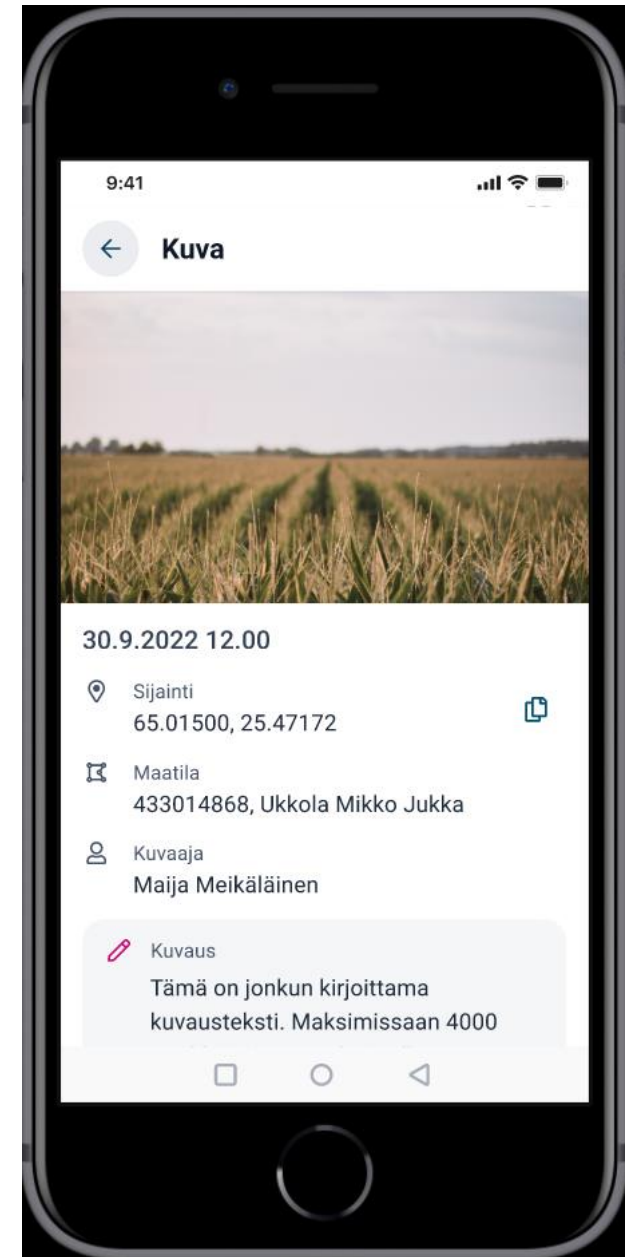 9:41
Kuva
30.9.2022 12.00
Sijainti
65.01500, 25.47172
Maatila
433014868, Ukkola Mikko Jukka
Kuvaaja
Maija Meikäläinen
Kuvaus
Tämä on jonkun kirjoittama
kuvausteksti. Maksimissaan 4000